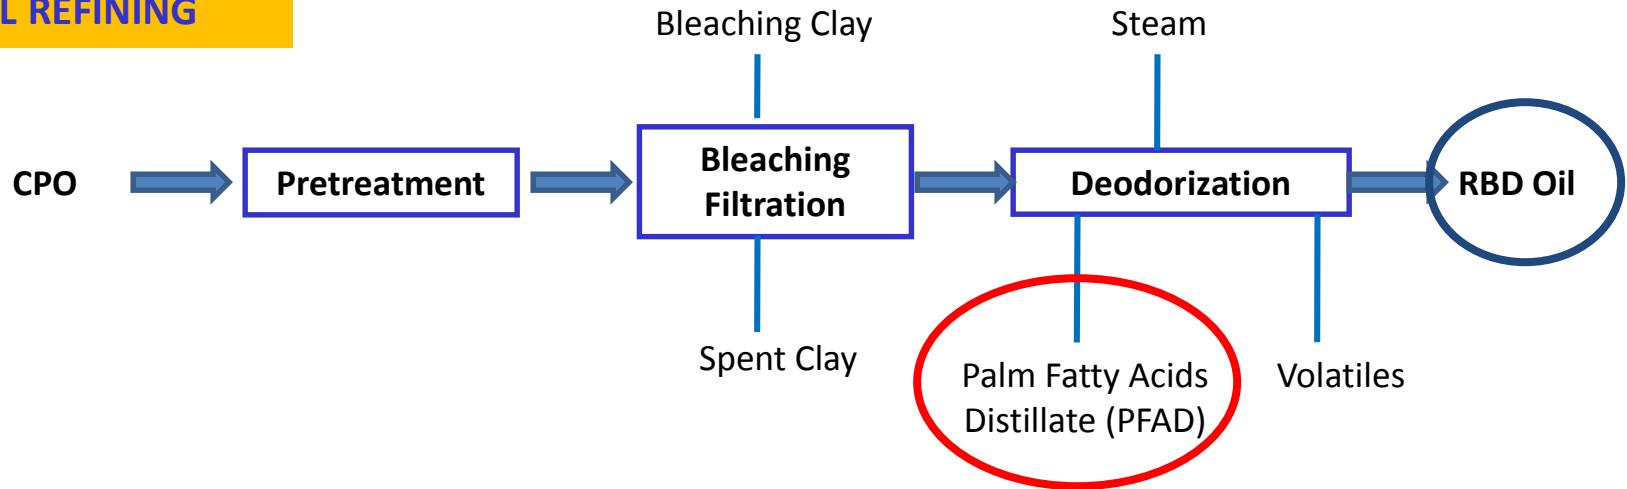 L REFINING
Bleaching Clay
Steam
CPO
Pretreatment
Bleaching
Filtration
Deodorization
RBD Oil
Spent Clay
Palm Fatty Acids
Distillate (PFAD)
Volatiles